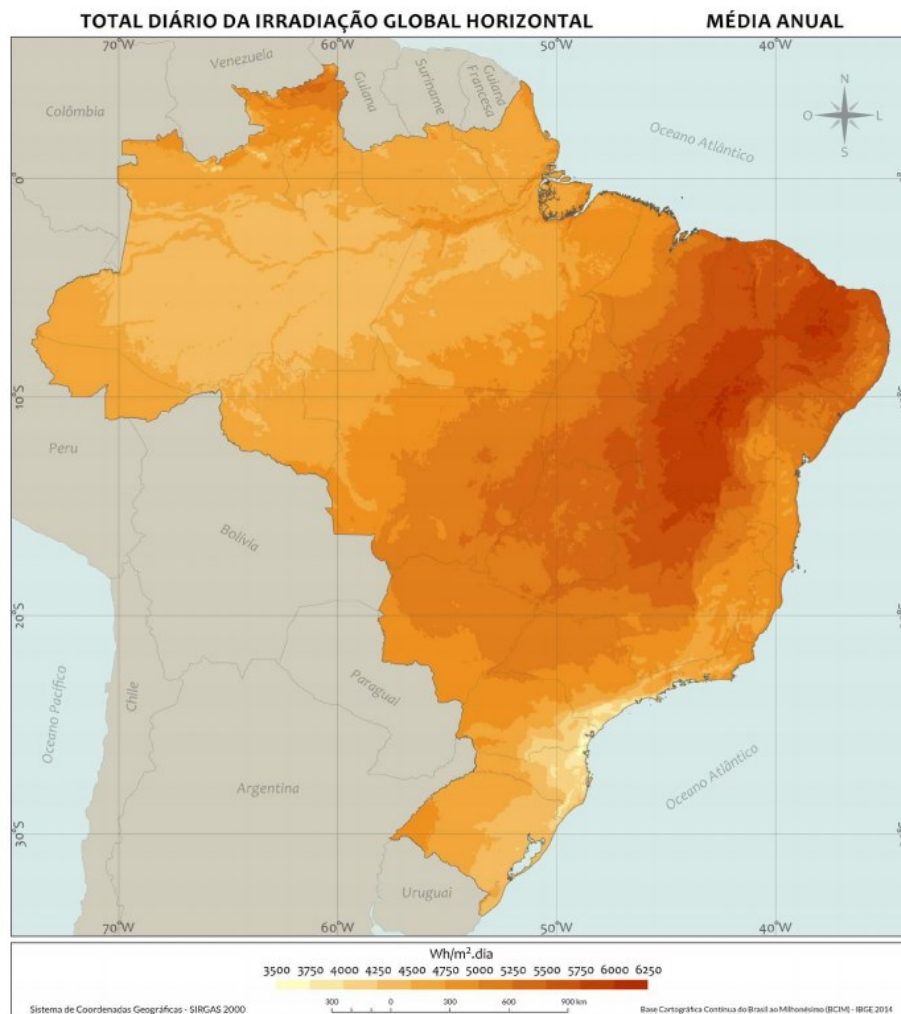 TOTAL DIÁRIO DA IRRADIAÇÃO GLOBAL HORIZONTAL MÉDIA ANUAL
70°W 60°W 50°W 40°W
Venezuela
Guiana
Suriname
Guiana Francesa
Colômbia
N
O L
S
Oceano Atlântico
0
10°S
Peru
Bolívia
20°S
Oceano Pacífico
Chile
Paraguai
Argentina
Oceano Atlântico
30°S
Uruguai
70°W 60°W 50°W 40°W
Wh/m².dia
3500 3750 4000 4250 4500 4750 5000 5250 5500 5750 6000 6250
300 0 300 600 900 km
Sistema de Coordenadas Geográficas - SIRGAS 2000
Base Cartográfica Contínua do Brasil ao Milhonésimo (BCIM) - IBGE 2014